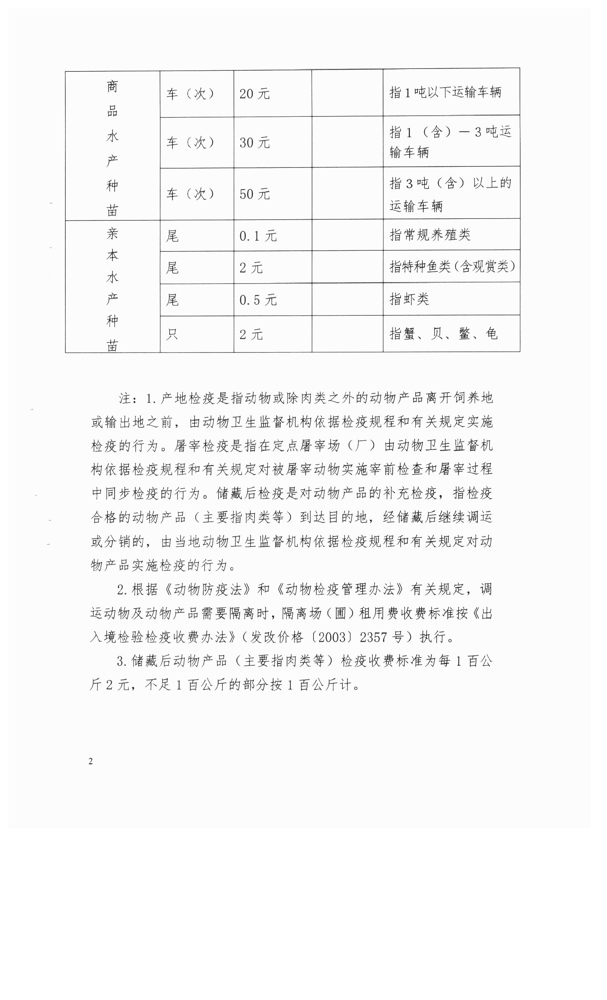 商品水产种苗
车（次） 20 元 指1吨以下运输车辆
车（次） 30 元 指1（含）—3吨运
输车辆
车（次） 50 元 指3吨（含）以上的
运输车辆
亲本水产种苗
尾 0.1元 指常规养殖类
尾 2元 指特种鱼类(含观赏类)
尾 0.5元 指虾类
只 2元 指蟹、贝、鳖、龟
注：1.产地检疫是指动物或除肉类之外的动物产品离开饲养地
或输出地之前，由动物卫生监督机构依据检疫规程和有关规定实施
检疫的行为。屠宰检疫是指在定点屠宰场（厂）由动物卫生监督机
构依据检疫规程和有关规定对被屠宰动物实施宰前检查和屠宰过程
中同步检疫的行为。储藏后检疫是对动物产品的补充检疫，指检疫
合格的动物产品（主要指肉类等）到达目的地，经储藏后继续调运
或分销的，由当地动物卫生监督机构依据检疫规程和有关规定对动
物产品实施检疫的行为。
2.根据《动物防疫法》和《动物检疫管理办法》有关规定，调
运动物及动物产品需要隔离时，隔离场（圃）租用费收费标准按《出
入境检验检疫收费办法》（发改价格〔2003〕2357号）执行。
3.储藏后动物产品（主要指肉类等）检疫收费标准为每1百公
斤2元，不足1百公斤的部分按1百公斤计。
2